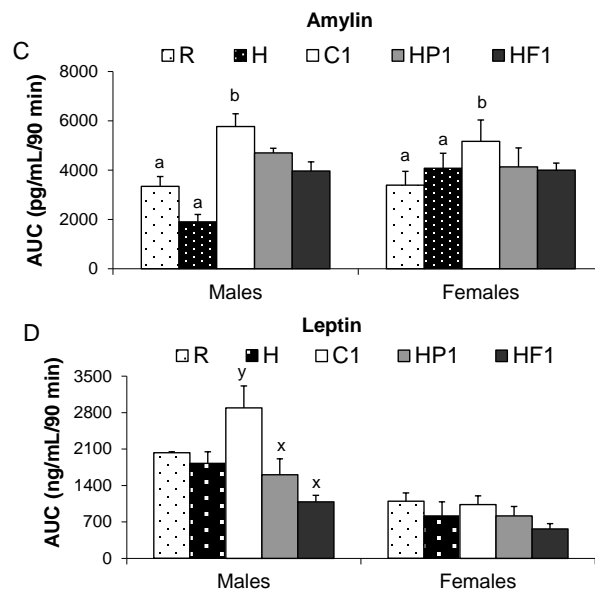 Amylin
C
R H C1 HP1 HF1
AUC (pg/mL/90 min)
8000
6000
4000
2000
0
a a b a a b
Males Females
Leptin
D
R H C1 HP1 HF1
AUC (ng/mL/90 min)
3500
2800
2100
1400
700
0
y x x
Males Females